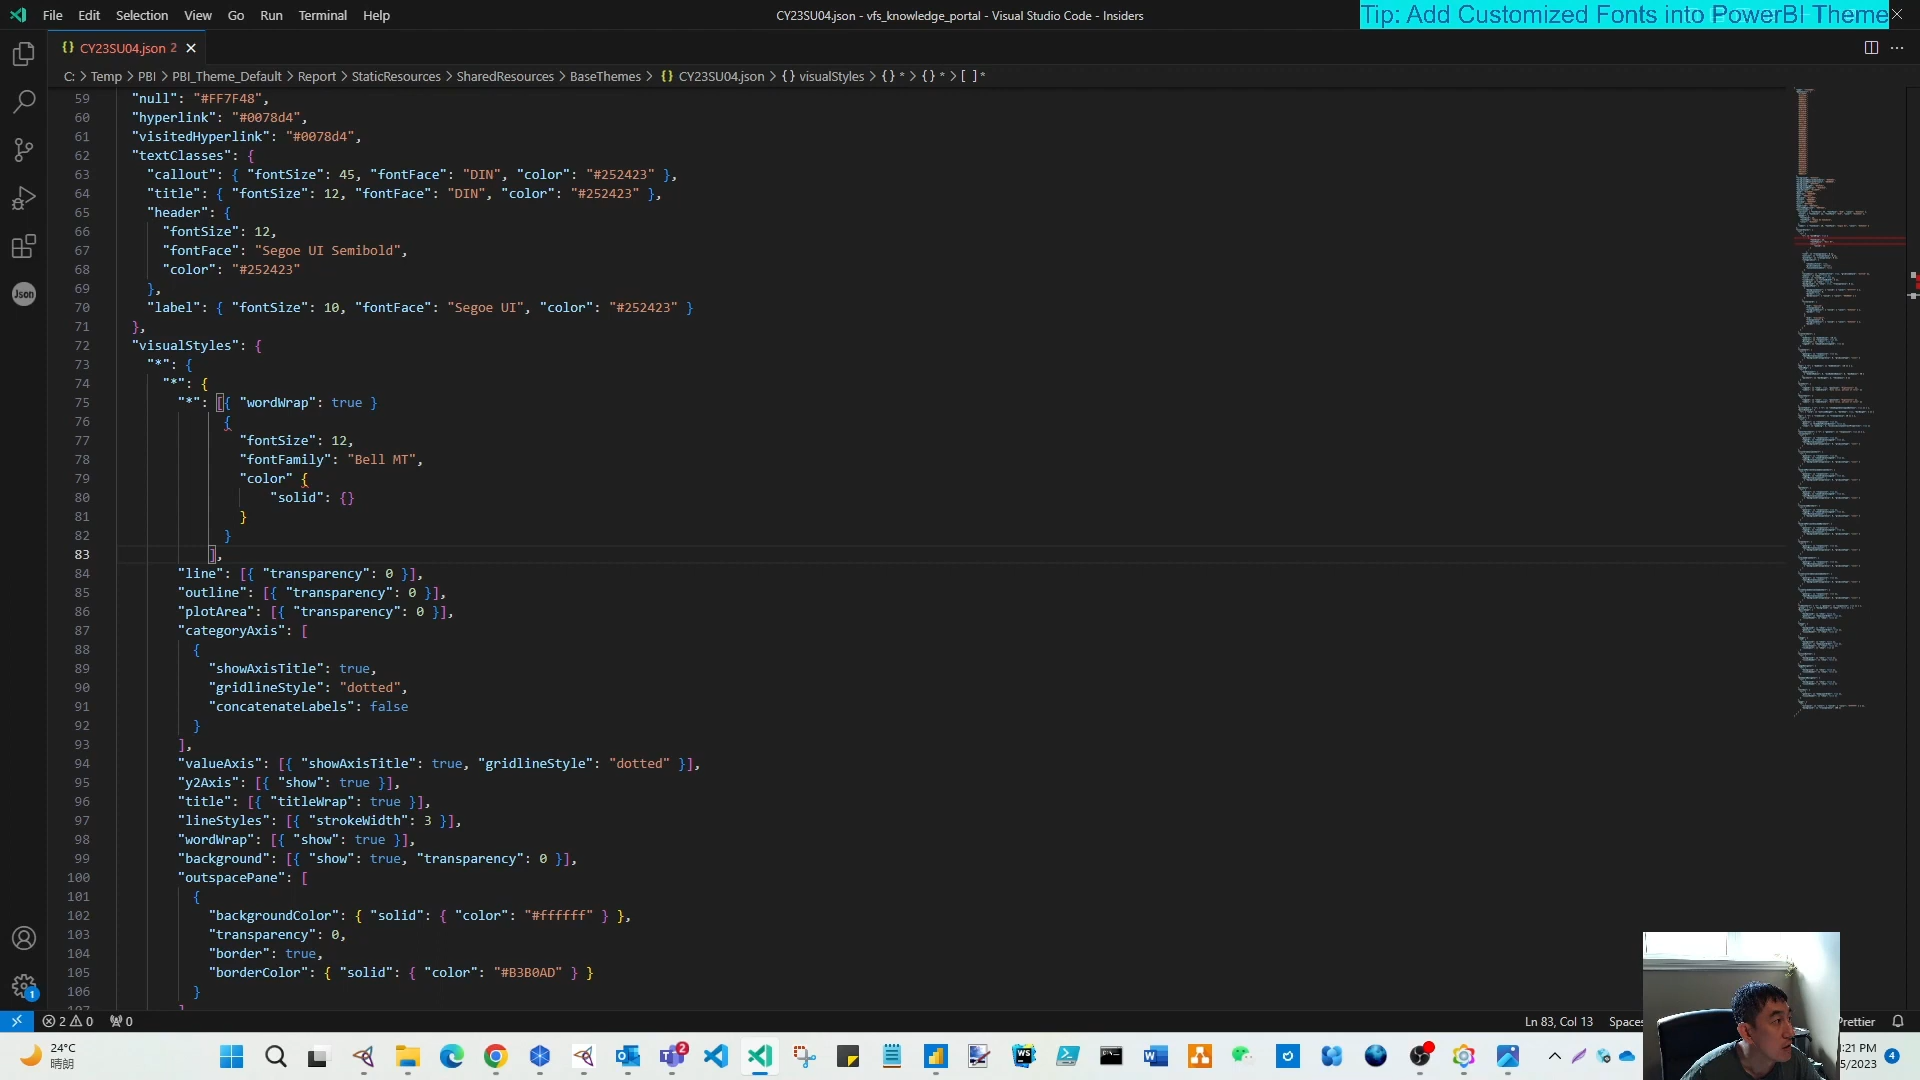 File Edit Selection View Go Run Terminal Help
CY23SU04.json - vfs_knowledge_portal - Visual Studio Code - Insiders
Tip: Add Customized Fonts into PowerBI Theme
{} CY23SU04.json 2
C: > Temp > PBI > PBI_Theme_Default > Report > StaticResources > SharedResources > BaseThemes > {} CY23SU04.json > {} visualStyles > {} * > {} * > [ ] *
59 "null": "#FF7F48",
60 "hyperlink": "#0078d4",
61 "visitedHyperlink": "#0078d4",
62 "textClasses": {
63 "callout": { "fontSize": 45, "fontFace": "DIN", "color": "#252423" },
64 "title": { "fontSize": 12, "fontFace": "DIN", "color": "#252423" },
65 "header": {
66 "fontSize": 12,
67 "fontFace": "Segoe UI Semibold",
68 "color": "#252423"
69 },
70 "label": { "fontSize": 10, "fontFace": "Segoe UI", "color": "#252423" }
71 },
72 "visualStyles": {
73 "*": {
74 "*": {
75 "*": [{ "wordWrap": true }
76 {
77 "fontSize": 12,
78 "fontFamily": "Bell MT",
79 "color" {
80 "solid": {}
81 }
82 }
83 ],
84 "line": [{ "transparency": 0 }],
85 "outline": [{ "transparency": 0 }],
86 "plotArea": [{ "transparency": 0 }],
87 "categoryAxis": [
88 {
89 "showAxisTitle": true,
90 "gridlineStyle": "dotted",
91 "concatenateLabels": false
92 }
93 ],
94 "valueAxis": [{ "showAxisTitle": true, "gridlineStyle": "dotted" }],
95 "y2Axis": [{ "show": true }],
96 "title": [{ "titleWrap": true }],
97 "lineStyles": [{ "strokeWidth": 3 }],
98 "wordWrap": [{ "show": true }],
99 "background": [{ "show": true, "transparency": 0 }],
100 "outspacePane": [
101 {
102 "backgroundColor": { "solid": { "color": "#ffffff" } },
103 "transparency": 0,
104 "border": true,
105 "borderColor": { "solid": { "color": "#B3B0AD" } }
106 }
Json
1
2 0 0
Ln 83, Col 13 Spaces Prettier
24°C
晴朗
2
WS
:21 PM
5/2023
4